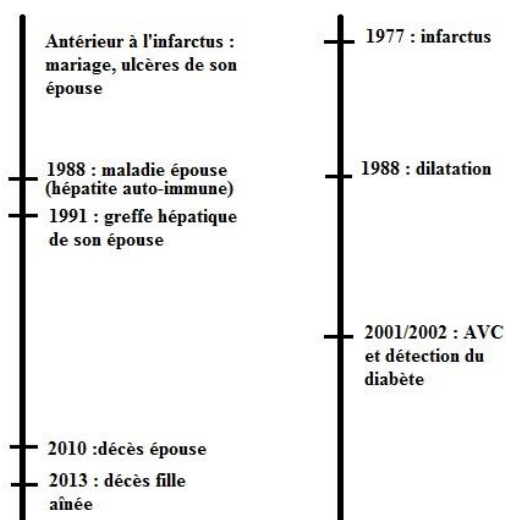 Antérieur à l'infarctus :
mariage, ulcères de son
épouse
1988 : maladie épouse
(hépatite auto-immune)
1991 : greffe hépatique
de son épouse
2010 :décès épouse
2013 : décès fille
aînée
1977 : infarctus
1988 : dilatation
2001/2002 : AVC
et détection du
diabète